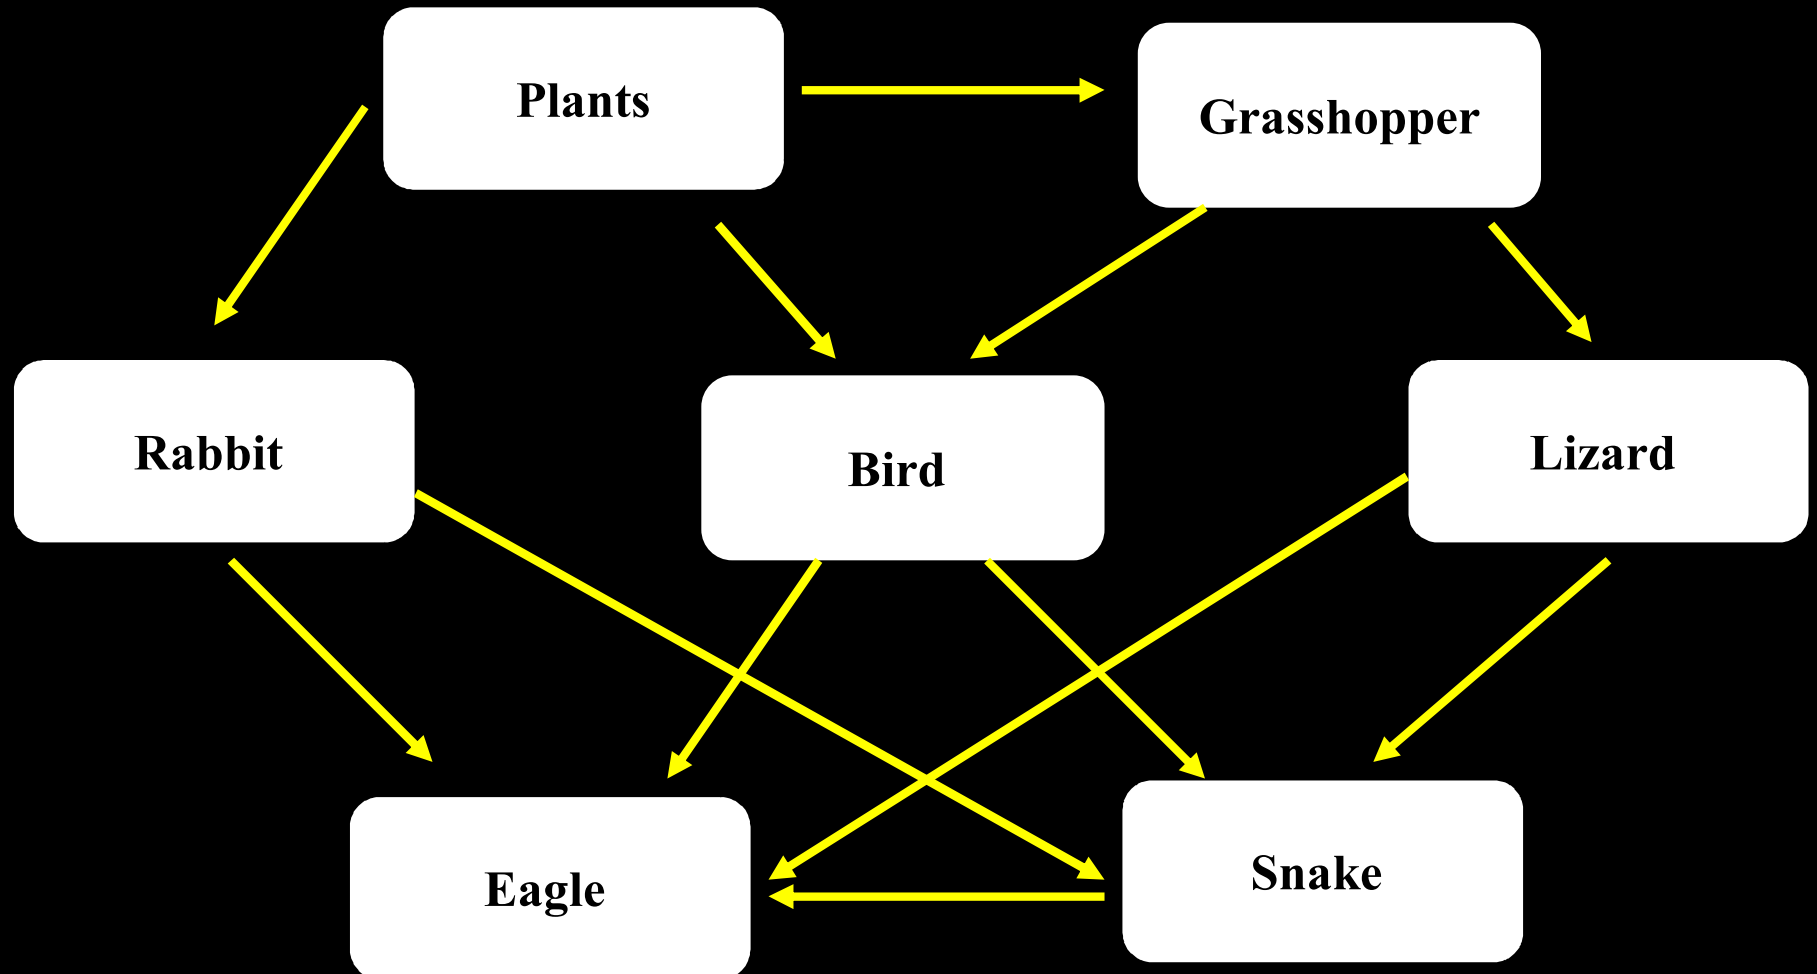 Plants
Grasshopper
Rabbit
Bird
Lizard
Eagle
Snake